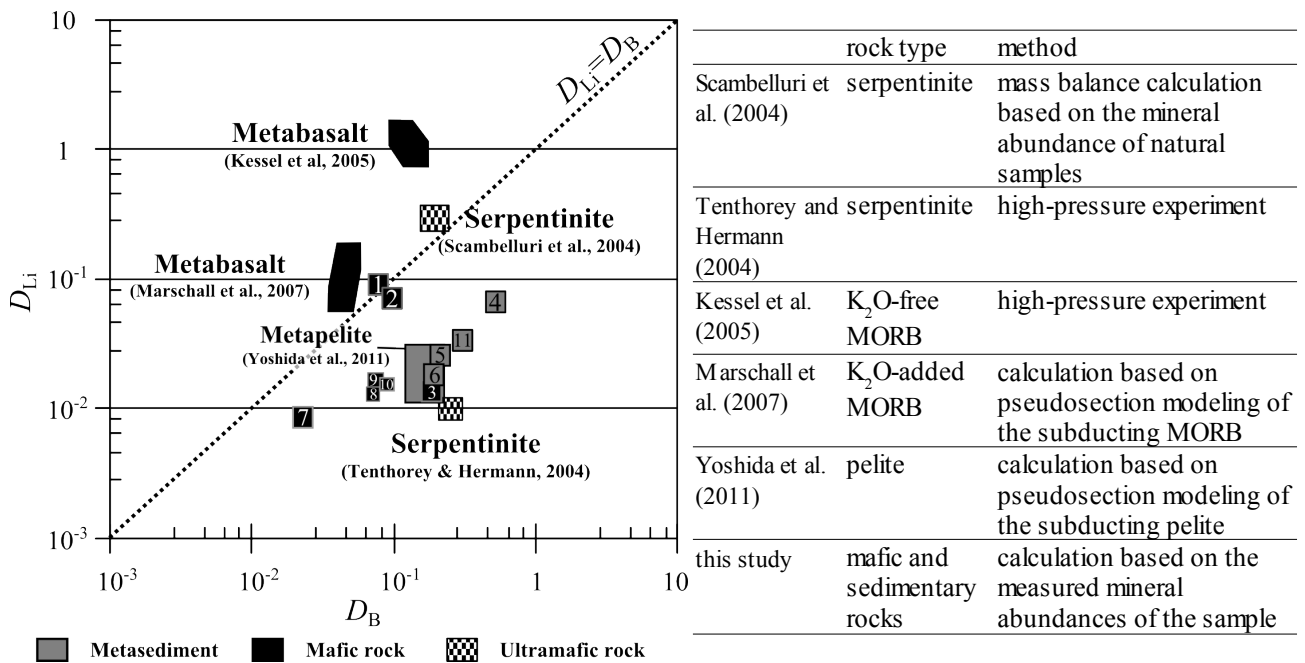 10
1
10-1
10-2
10-3
DLi
10-3
10-2
10-1
1
10
DB
DLi=DB
Metabasalt
(Kessel et al, 2005)
Serpentinite
(Scambelluri et al., 2004)
Metabasalt
(Marschall et al., 2007)
1
2
4
Metapelite
(Yoshida et al., 2011)
11
5
6
3
9
10
8
7
Serpentinite
(Tenthorey & Hermann, 2004)
Metasediment
Mafic rock
Ultramafic rock
rock type method
Scambelluri et serpentinite mass balance calculation
al. (2004) based on the mineral
abundance of natural
samples
Tenthorey and serpentinite high-pressure experiment
Hermann
(2004)
Kessel et al. K2O-free high-pressure experiment
(2005) MORB
Marschall et K2O-added calculation based on
al. (2007) MORB pseudosection modeling of
the subducting MORB
Yoshida et al. pelite calculation based on
(2011) pseudosection modeling of
the subducting pelite
this study mafic and calculation based on the
sedimentary measured mineral
rocks abundances of the sample